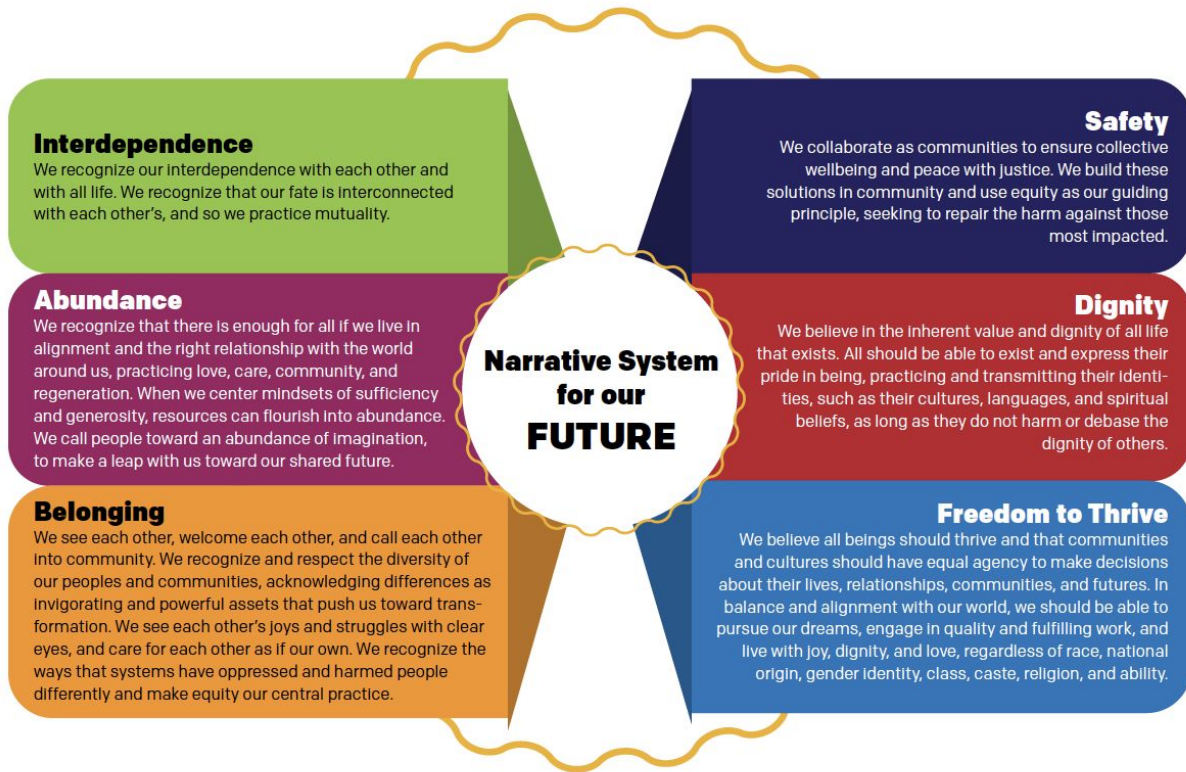 Interdependence
We recognize our interdependence with each other and
with all life. We recognize that our fate is interconnected
with each other's, and so we practice mutuality.
Abundance
We recognize that there is enough for all if we live in
alignment and the right relationship with the world
around us, practicing love, care, community, and
regeneration. When we center mindsets of sufficiency
and generosity, resources can flourish into abundance.
We call people toward an abundance of imagination,
to make a leap with us toward our shared future.
Belonging
We see each other, welcome each other, and call each other
into community. We recognize and respect the diversity of
our peoples and communities, acknowledging differences as
invigorating and powerful assets that push us toward trans-
formation. We see each other's joys and struggles with clear
eyes, and care for each other as if our own. We recognize the
ways that systems have oppressed and harmed people
differently and make equity our central practice.
Narrative System
for our
FUTURE
Safety
We collaborate as communities to ensure collective
wellbeing and peace with justice. We build these
solutions in community and use equity as our guiding
principle, seeking to repair the harm against those
most impacted.
Dignity
We believe in the inherent value and dignity of all life
that exists. All should be able to exist and express their
pride in being, practicing and transmitting their identi-
ties, such as their cultures, languages, and spiritual
beliefs, as long as they do not harm or debase the
dignity of others.
Freedom to Thrive
We believe all beings should thrive and that communities
and cultures should have equal agency to make decisions
about their lives, relationships, communities, and futures. In
balance and alignment with our world, we should be able to
pursue our dreams, engage in quality and fulfilling work, and
live with joy, dignity, and love, regardless of race, national
origin, gender identity, class, caste, religion, and ability.